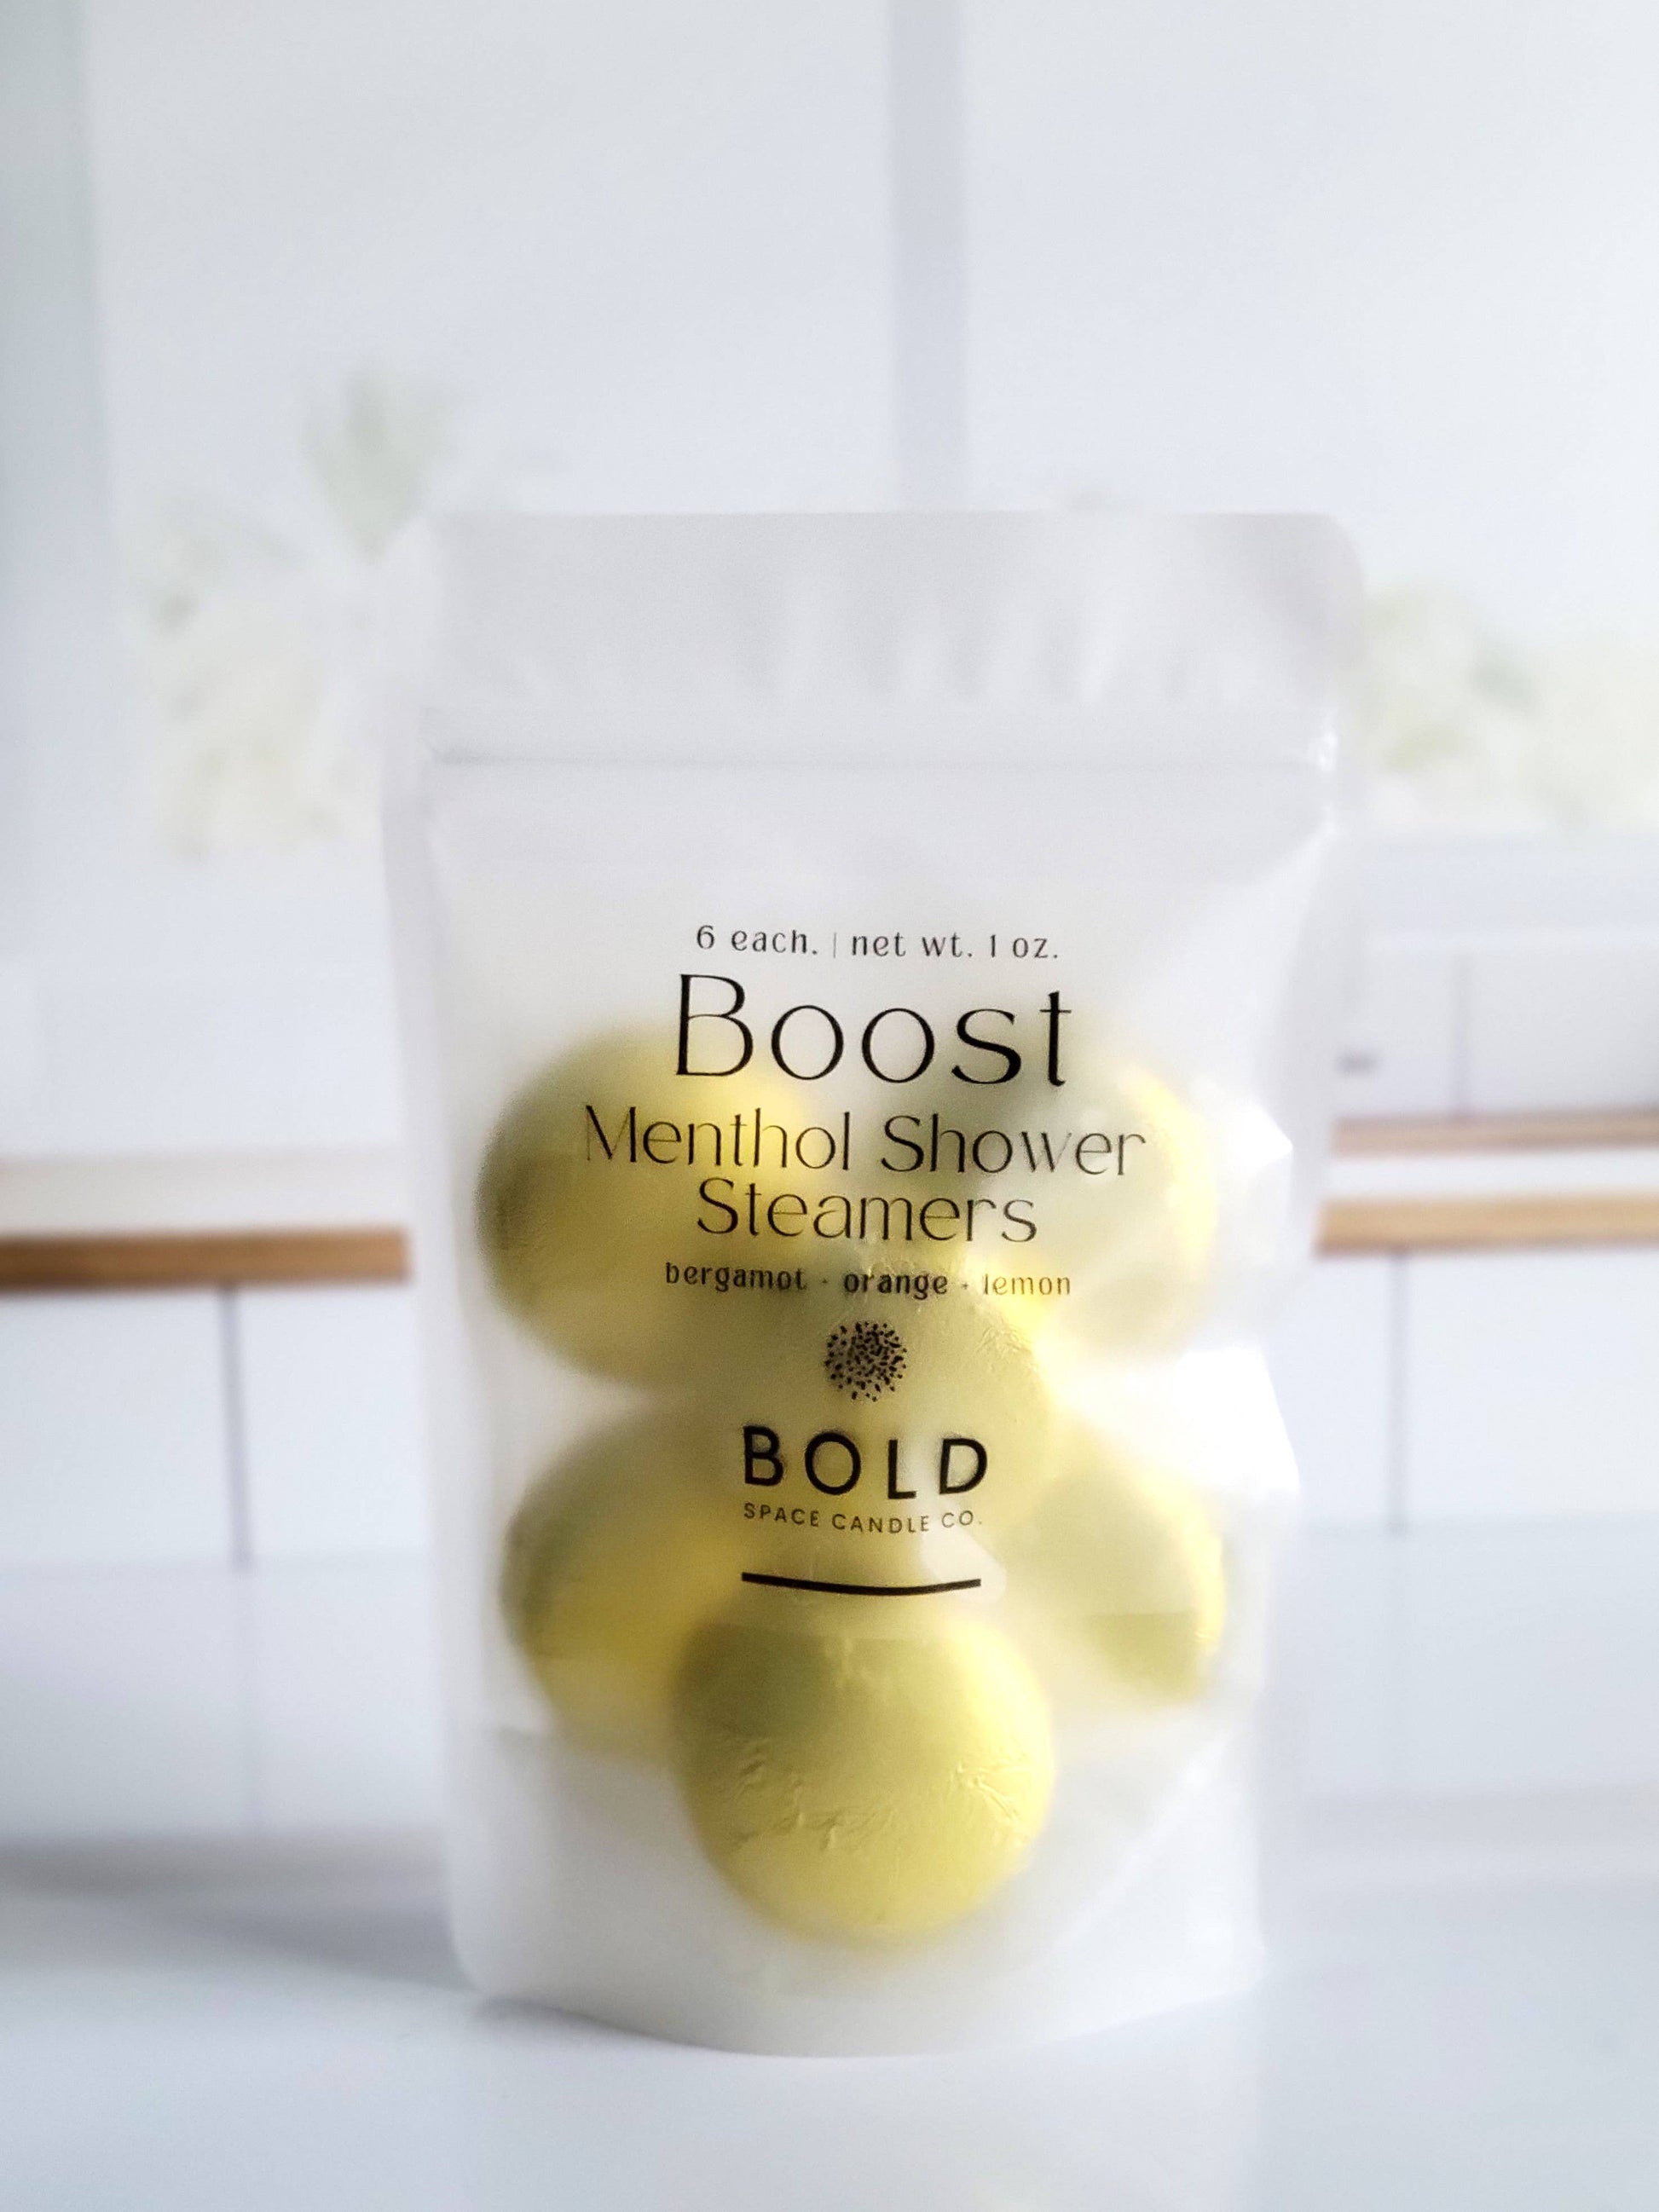 6 each. | net wt. 1 oz.
Boost
Menthol Shower
Steamers
bergamot · orange · lemon
BOLD
SPACE CANDLE CO.